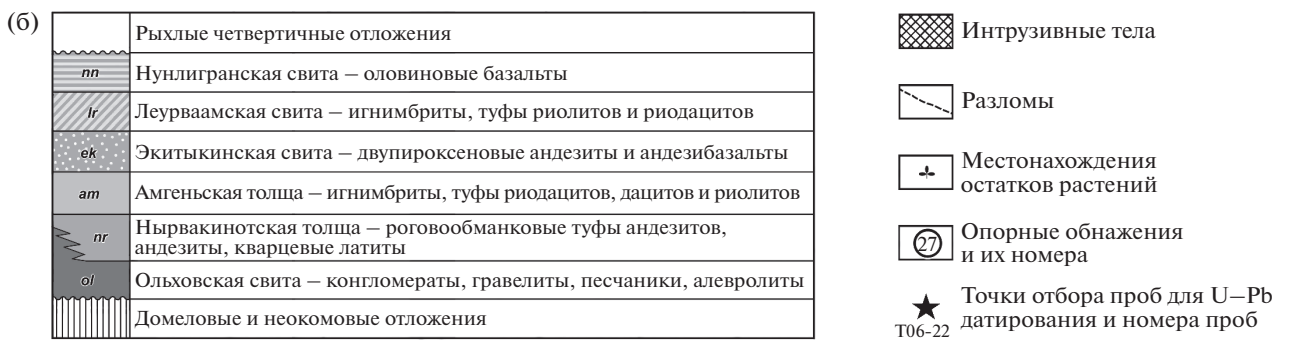 (б)
Рыхлые четвертичные отложения
nn
Нунлигранская свита – оловиновые базальты
lr
Леурваамская свита – игнимбриты, туфы риолитов и риодацитов
ek
Экитыкинская свита – двупироксеновые андезиты и андезибазальты
am
Амгеньская толща – игнимбриты, туфы риодацитов, дацитов и риолитов
nr
Нырвакинотская толща – роговообманковые туфы андезитов,
андезиты, кварцевые латиты
ol
Ольховская свита – конгломераты, гравелиты, песчаники, алевролиты
Домеловые и неокомовые отложения
Интрузивные тела
Разломы
Местонахождения
остатков растений
27
Опорные обнажения
и их номера
Точки отбора проб для U–Pb
датирования и номера проб
Т06-22